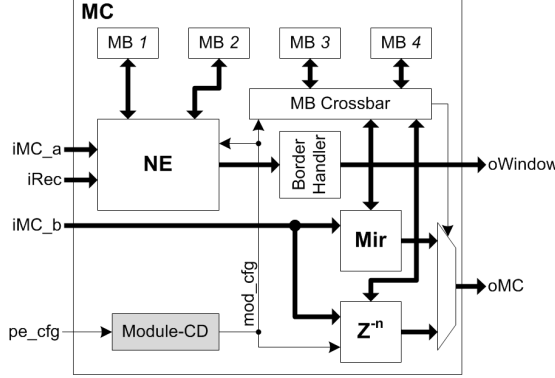 MC
MB 1
MB 2
MB 3
MB 4
MB Crossbar
iMC_a
iRec
NE
Border
Handler
oWindow
iMC_b
Mir
mod_cfg
oMC
pe_cfg
Module-CD
Z-n